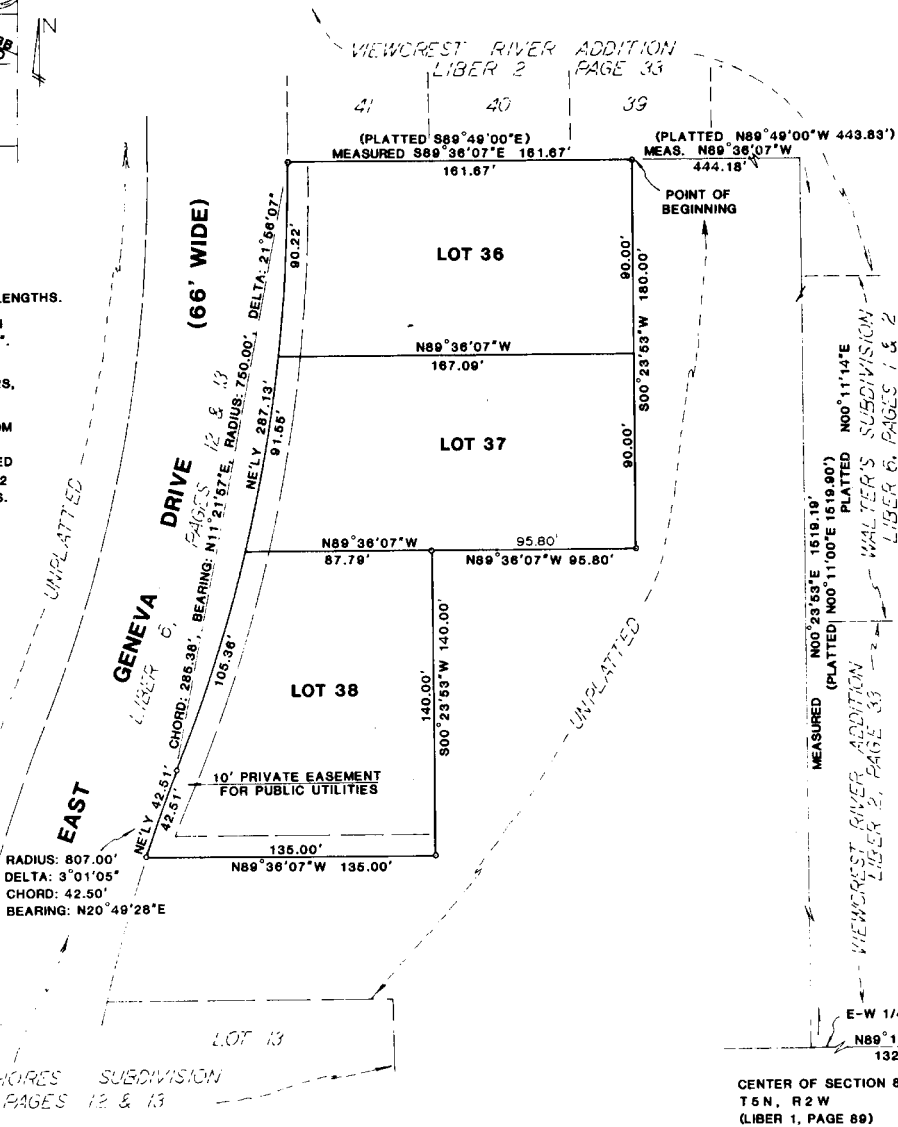 N
VIEWCREST RIVER ADDITION
LIBER 2 PAGE 33
41 40 39
(PLATTED S89°49'00"E)
MEASURED S89°36'07"E 161.67'
161.67'
(PLATTED N89°49'00"W 443.83')
MEAS. N89°36'07"W
444.18'
POINT OF
BEGINNING
(66' WIDE)
90.22'
LOT 36
90.00'
S00°23'53"W 180.00'
LENGTHS.
N89°36'07"W
167.09'
NE'LY 287.13'
91.55'
LOT 37
90.00'
CHORD: 285.38', BEARING: N11°21'57"E, RADIUS: 750.00', DELTA: 21°56'07"
EAST GENEVA DRIVE
LIBER 6, PAGES 12 & 13
UNPLATTED
N89°36'07"W
87.79'
95.80'
N89°36'07"W 95.80'
105.36'
LOT 38
140.00'
S00°23'53"W 140.00'
UNPLATTED
10' PRIVATE EASEMENT
FOR PUBLIC UTILITIES
NE'LY 42.51'
42.51'
135.00'
N89°36'07"W 135.00'
RADIUS: 807.00'
DELTA: 3°01'05"
CHORD: 42.50'
BEARING: N20°49'28"E
MEASURED N00°23'53"E 1519.19'
(PLATTED N00°11'00"E 1519.90')
PLATTED N00°11'14"E
WALTER'S SUBDIVISION
LIBER 6, PAGES 1 & 2
VIEWCREST RIVER ADDITION
LIBER 2, PAGE 33
LOT 13
SUBDIVISION
PAGES 12 & 13
E-W 1/4
N89°1
132
CENTER OF SECTION 8
T5N, R2W
(LIBER 1, PAGE 89)